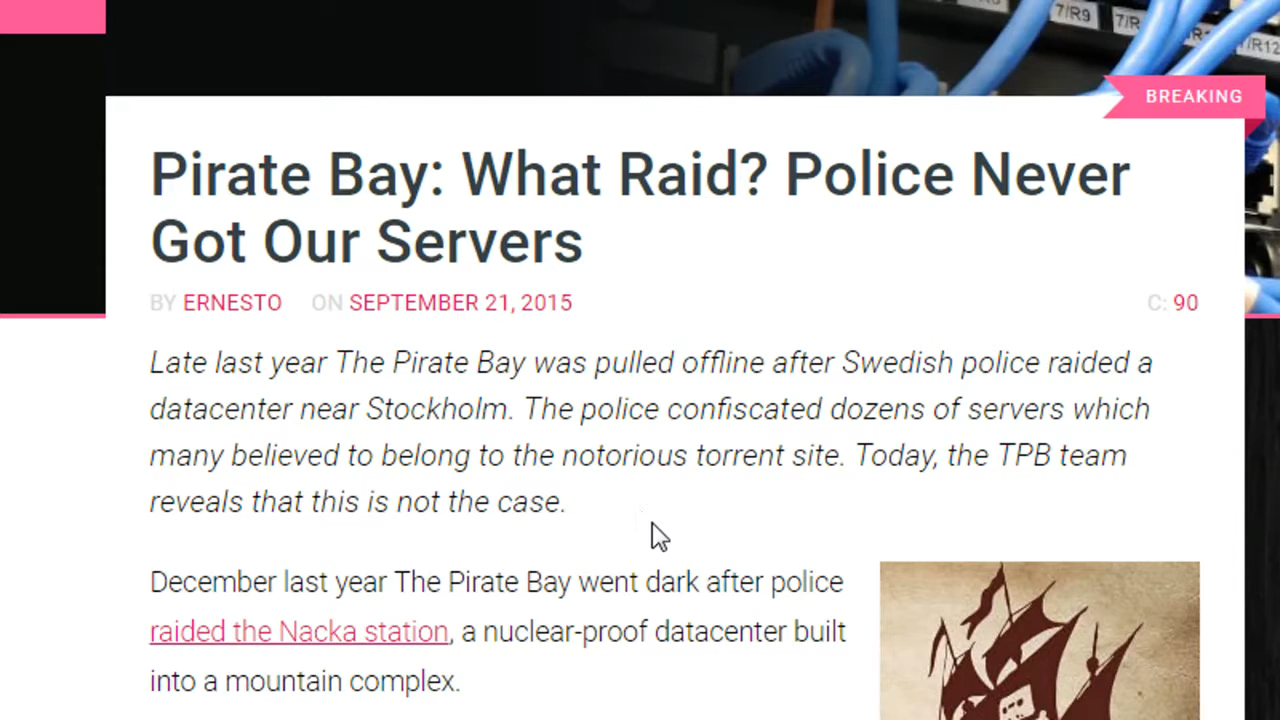 7/R9
7/R12
BREAKING
Pirate Bay: What Raid? Police Never
Got Our Servers
BY ERNESTO ON SEPTEMBER 21, 2015 C: 90
Late last year The Pirate Bay was pulled offline after Swedish police raided a
datacenter near Stockholm. The police confiscated dozens of servers which
many believed to belong to the notorious torrent site. Today, the TPB team
reveals that this is not the case.
December last year The Pirate Bay went dark after police
raided the Nacka station, a nuclear-proof datacenter built
into a mountain complex.